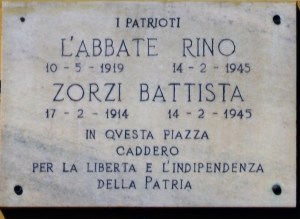 I PATRIOTI
L'ABBATE RINO
10 - 5 - 1919 14 - 2 - 1945
ZORZI BATTISTA
17 - 2 - 1914 14 - 2 - 1945
IN QVESTA PIAZZA
CADDERO
PER LA LIBERTA E L'INDIPENDENZA
DELLA PATRIA